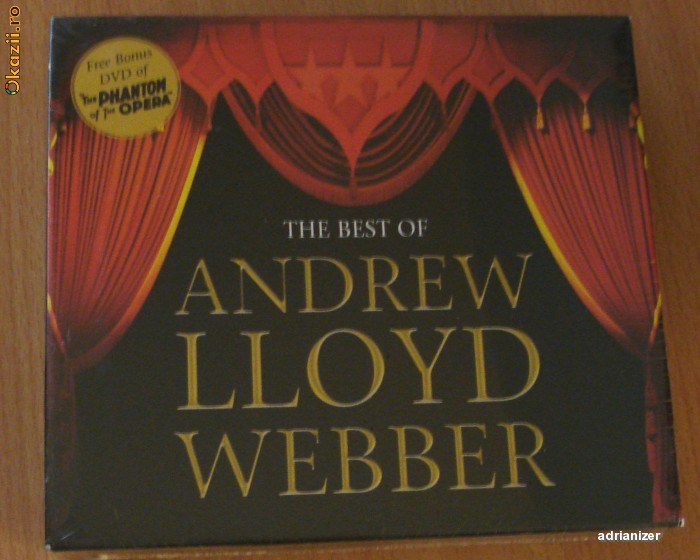 Okazii.ro
Free Bonus
DVD of
"The PHANTOM
of The OPERA"
THE BEST OF
ANDREW
LLOYD
WEBBER
adrianizer